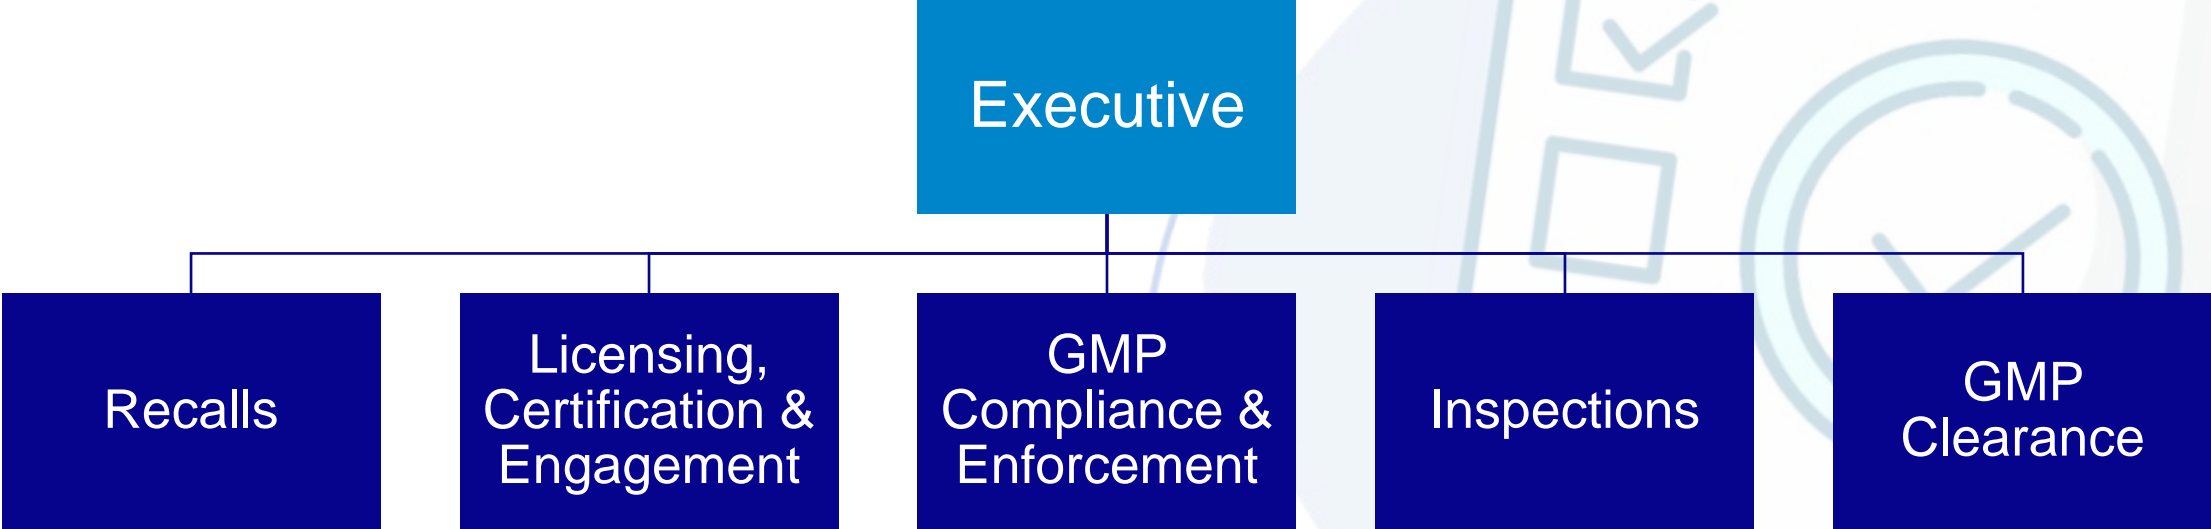 Executive
Recalls
Licensing,
Certification &
Engagement
GMP
Compliance &
Enforcement
Inspections
GMP
Clearance